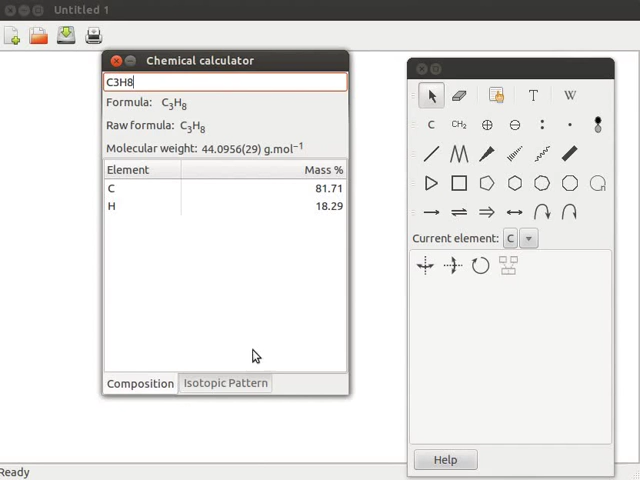 Untitled 1
Chemical calculator
C3H8
Formula: C₃H₈
Raw formula: C₃H₈
Molecular weight: 44.0956(29) g.mol⁻¹
Element Mass %
C 81.71
H 18.29
Composition Isotopic Pattern
T W
C CH₂
Current element: C
Help
Ready